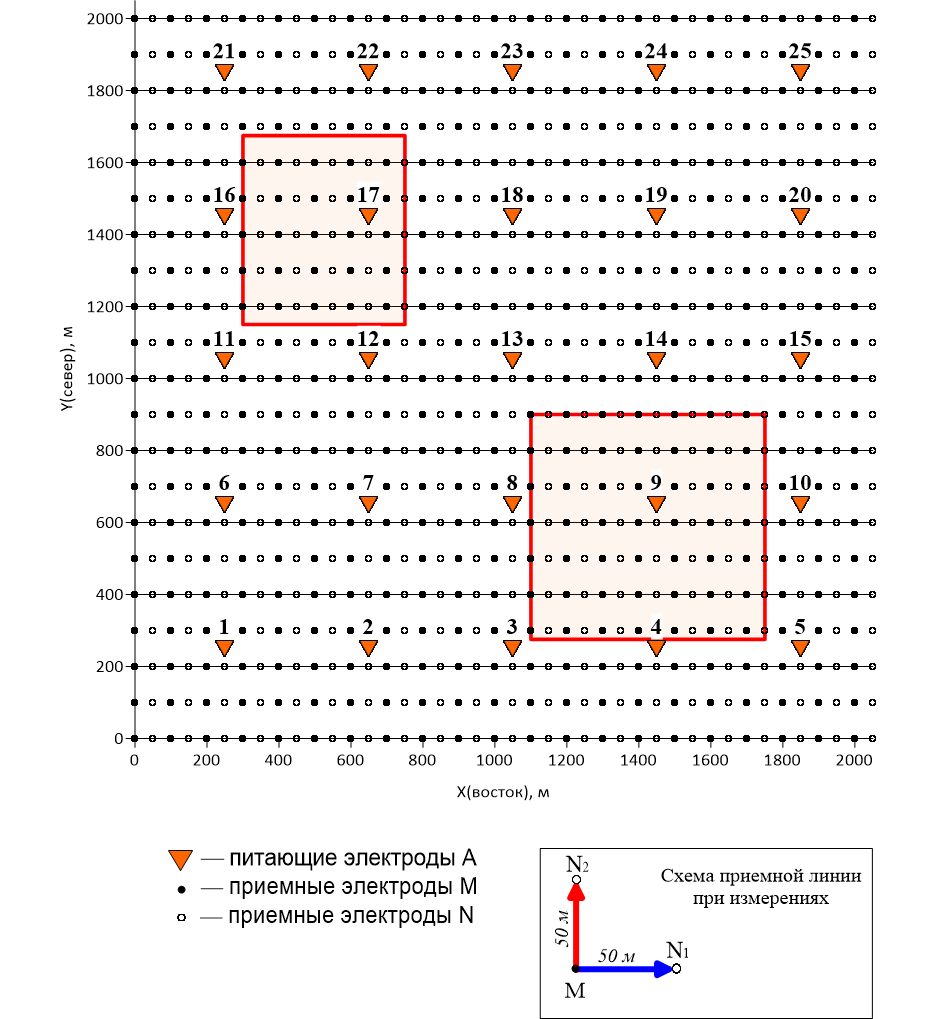 2000
21 22 23 24 25
1800
1600
16 17 18 19 20
1400
1200
11 12 13 14 15
1000
800
6 7 8 9 10
600
400
1 2 3 4 5
200
0
Y(север), м
0 200 400 600 800 1000 1200 1400 1600 1800 2000
X(восток), м
— питающие электроды A
— приемные электроды M
— приемные электроды N
Схема приемной линии
при измерениях
N2
50 м
50 м
N1
M